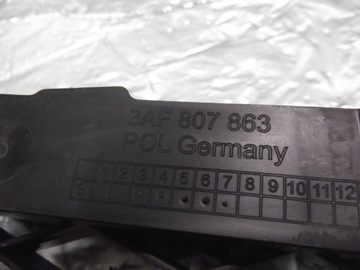 3AF 807 863
POL Germany
1 2 3 4 5 6 7 8 9 10 11 12